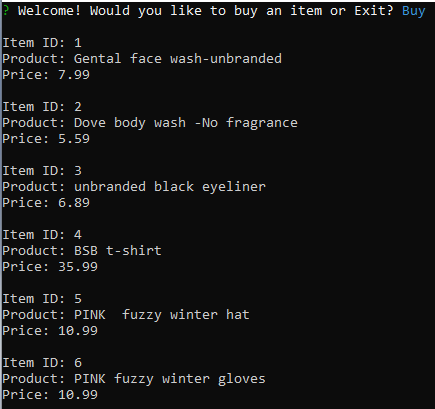 ? Welcome! Would you like to buy an item or Exit? Buy
Item ID: 1
Product: Gental face wash-unbranded
Price: 7.99
Item ID: 2
Product: Dove body wash -No fragrance
Price: 5.59
Item ID: 3
Product: unbranded black eyeliner
Price: 6.89
Item ID: 4
Product: BSB t-shirt
Price: 35.99
Item ID: 5
Product: PINK  fuzzy winter hat
Price: 10.99
Item ID: 6
Product: PINK fuzzy winter gloves
Price: 10.99